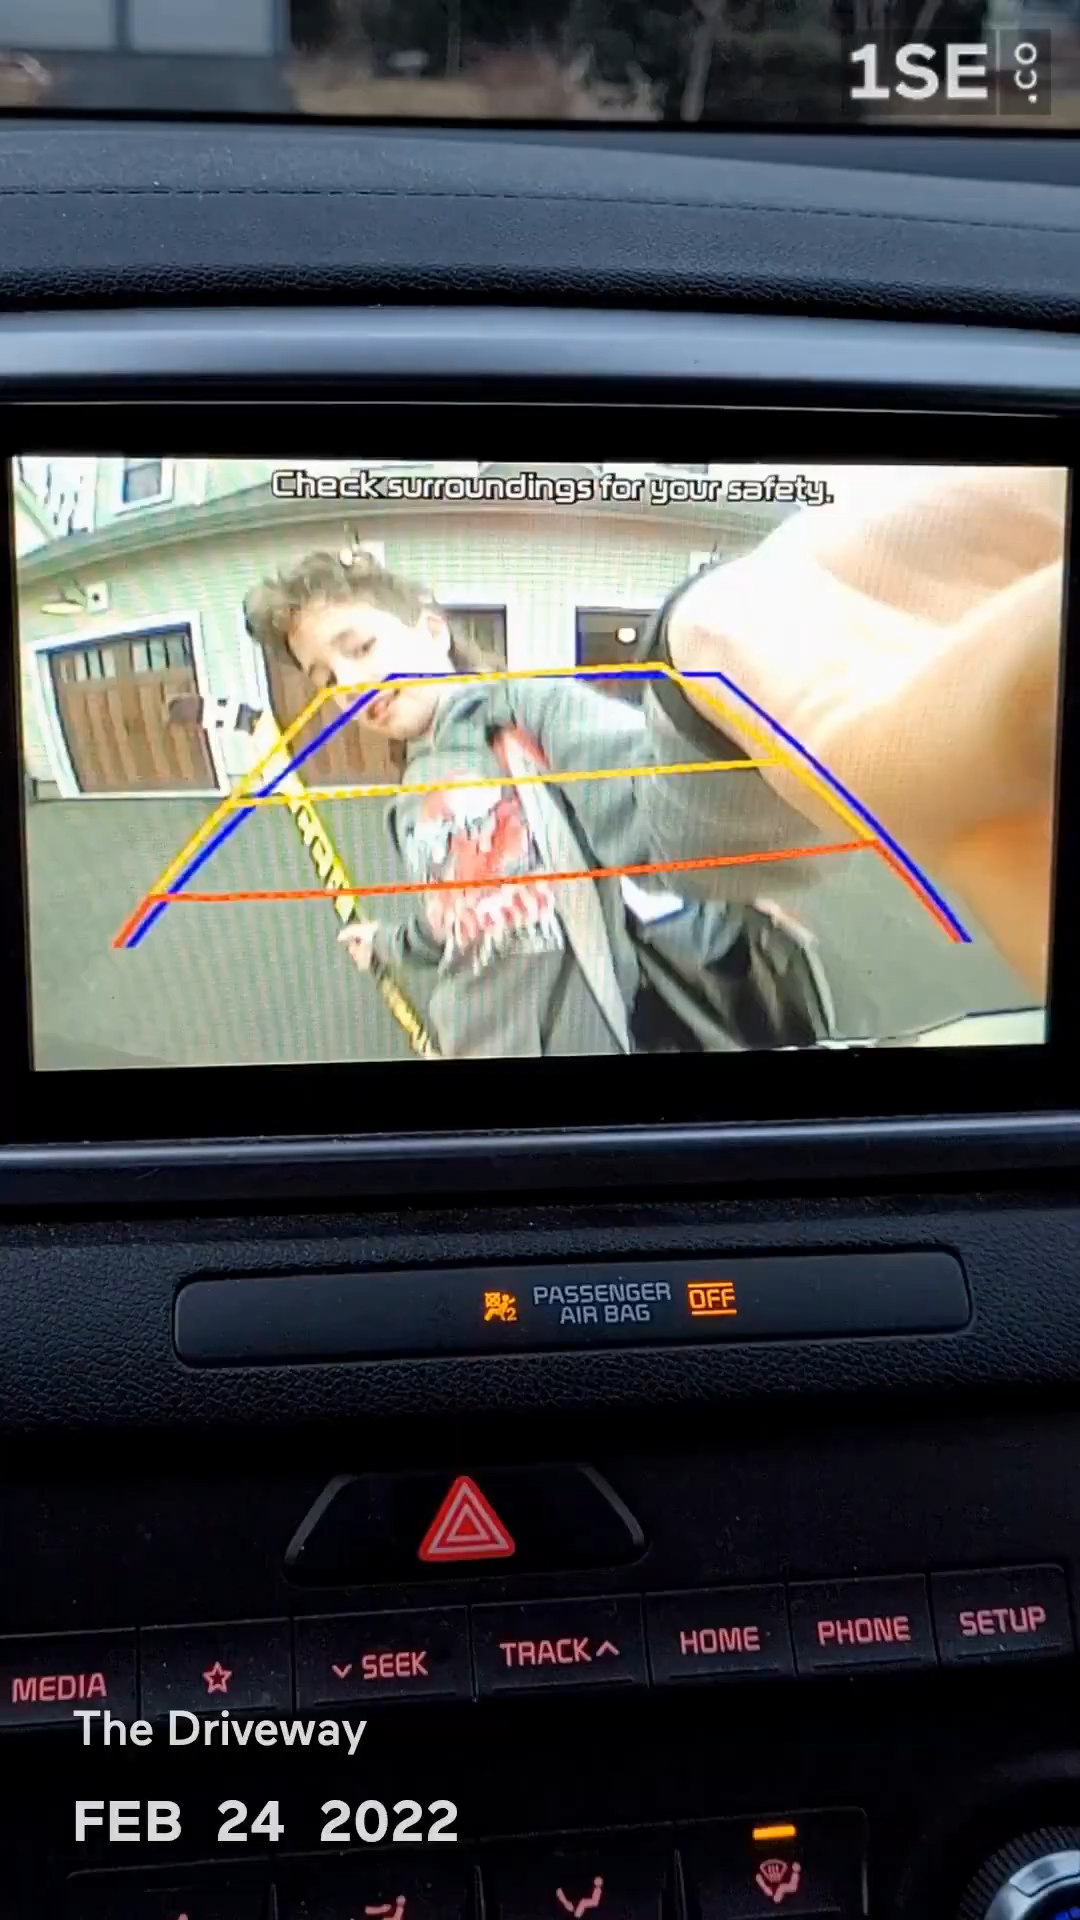 1SE .CO
Check surroundings for your safety.
2
PASSENGER
AIR BAG
OFF
MEDIA
SEEK
TRACK
HOME
PHONE
SETUP
The Driveway
FEB 24 2022